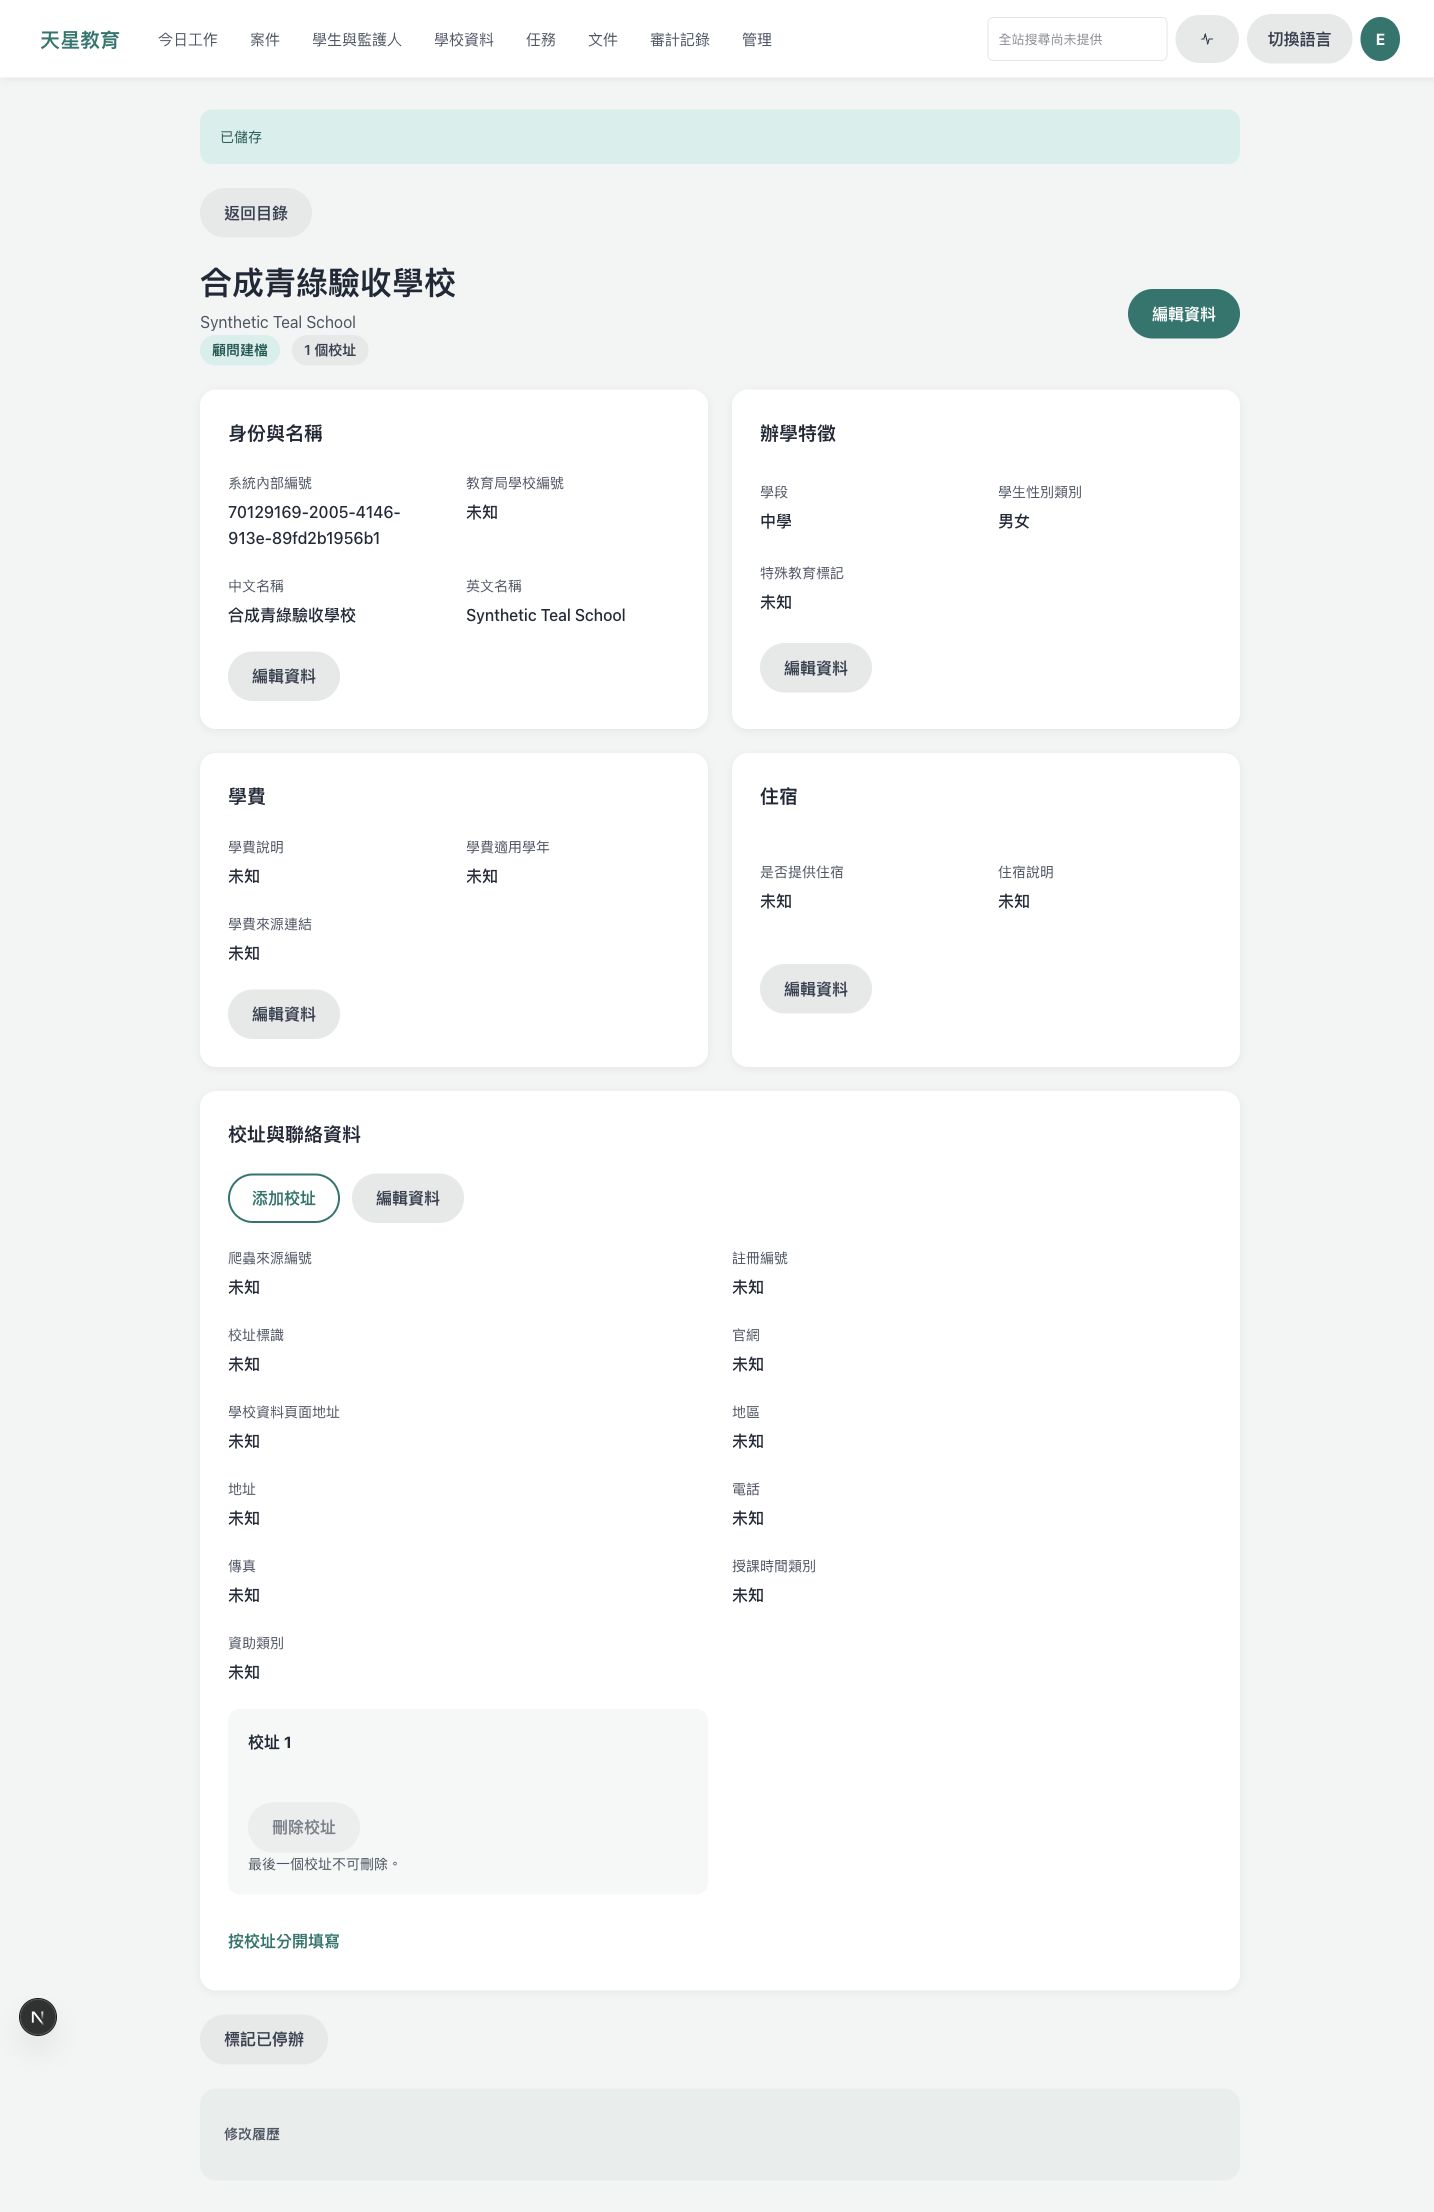 天星教育
今日工作
案件
學生與監護人
學校資料
任務
文件
審計記錄
管理
全站搜尋尚未提供
切換語言
E
已儲存
返回目錄
合成青綠驗收學校
Synthetic Teal School
顧問建檔
1 個校址
編輯資料
身份與名稱
系統內部編號
70129169-2005-4146-
913e-89fd2b1956b1
教育局學校編號
未知
中文名稱
合成青綠驗收學校
英文名稱
Synthetic Teal School
編輯資料
辦學特徵
學段
中學
學生性別類別
男女
特殊教育標記
未知
編輯資料
學費
學費說明
未知
學費適用學年
未知
學費來源連結
未知
編輯資料
住宿
是否提供住宿
未知
住宿說明
未知
編輯資料
校址與聯絡資料
添加校址
編輯資料
爬蟲來源編號
未知
註冊編號
未知
校址標識
未知
官網
未知
學校資料頁面地址
未知
地區
未知
地址
未知
電話
未知
傳真
未知
授課時間類別
未知
資助類別
未知
校址 1
刪除校址
最後一個校址不可刪除。
按校址分開填寫
N
標記已停辦
修改履歷